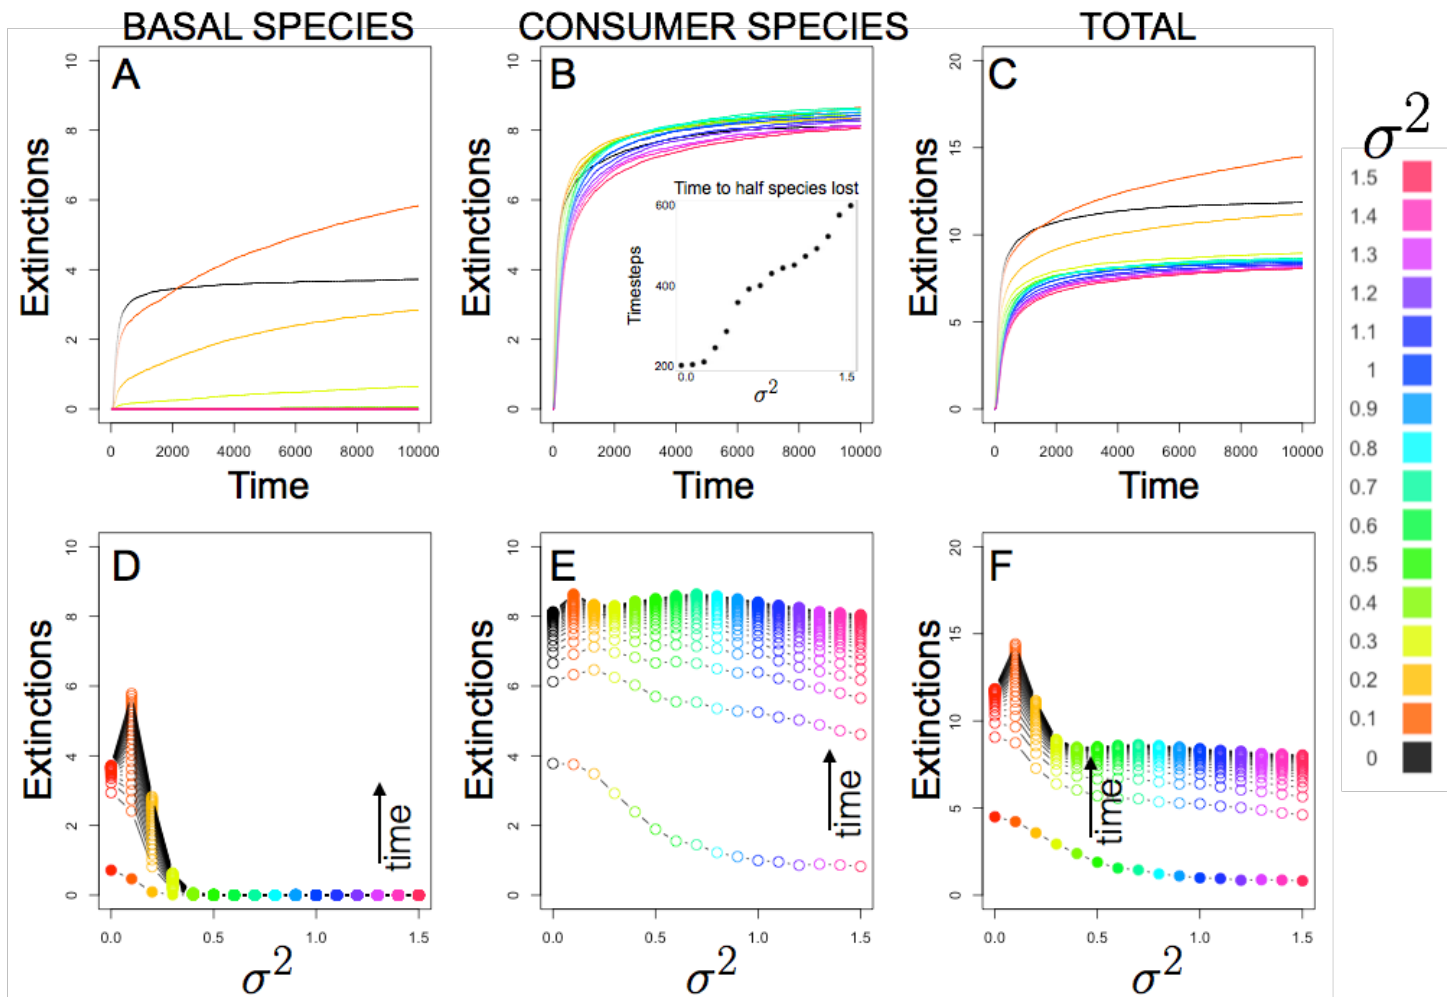 BASAL SPECIES
CONSUMER SPECIES
TOTAL
A
Extinctions
0 2 4 6 8 10
0 2000 4000 6000 8000 10000
Time
B
Extinctions
0 2 4 6 8 10
0 2000 4000 6000 8000 10000
Time
Time to half species lost
Timesteps
600
400
200
0.0 1.5
σ²
C
Extinctions
0 5 10 15 20
0 2000 4000 6000 8000 10000
Time
σ²
1.5
1.4
1.3
1.2
1.1
1
0.9
0.8
0.7
0.6
0.5
0.4
0.3
0.2
0.1
0
D
Extinctions
0 2 4 6 8 10
0.0 0.5 1.0 1.5
σ²
time
E
Extinctions
0 2 4 6 8 10
0.0 0.5 1.0 1.5
σ²
time
F
Extinctions
0 5 10 15 20
0.0 0.5 1.0 1.5
σ²
time